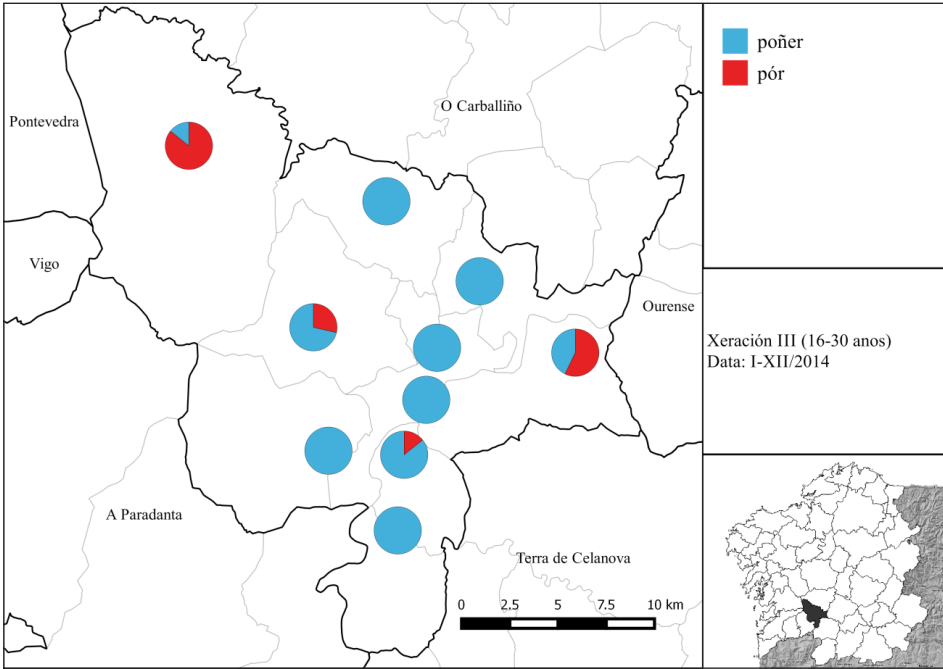 poñer
pór
O Carballiño
Pontevedra
Vigo
Ourense
Xeración III (16-30 anos)
Data: I-XII/2014
A Paradanta
Terra de Celanova
0 2.5 5 7.5 10 km